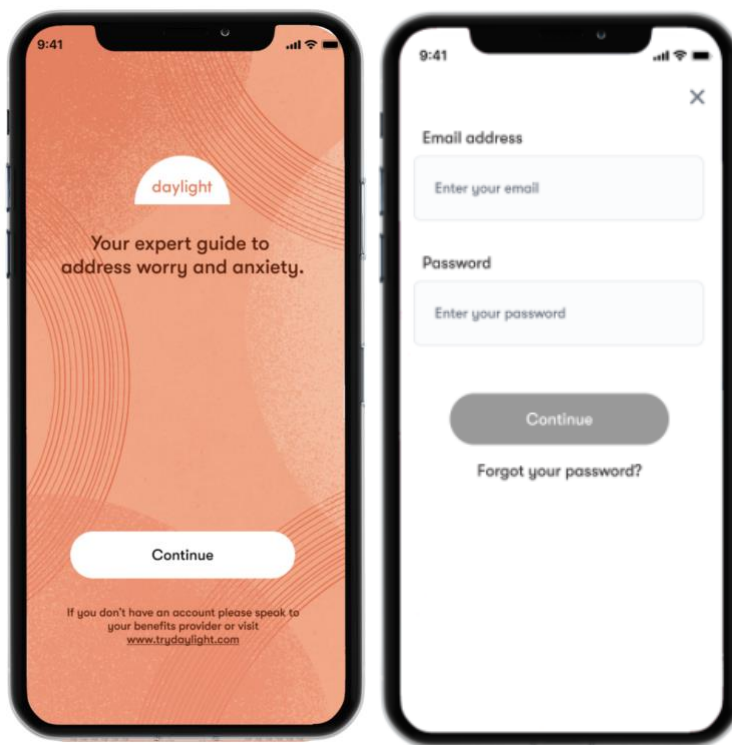 9:41
daylight
Your expert guide to
address worry and anxiety.
Continue
If you don't have an account please speak to
your benefits provider or visit
www.trydaylight.com
9:41
Email address
Enter your email
Password
Enter your password
Continue
Forgot your password?